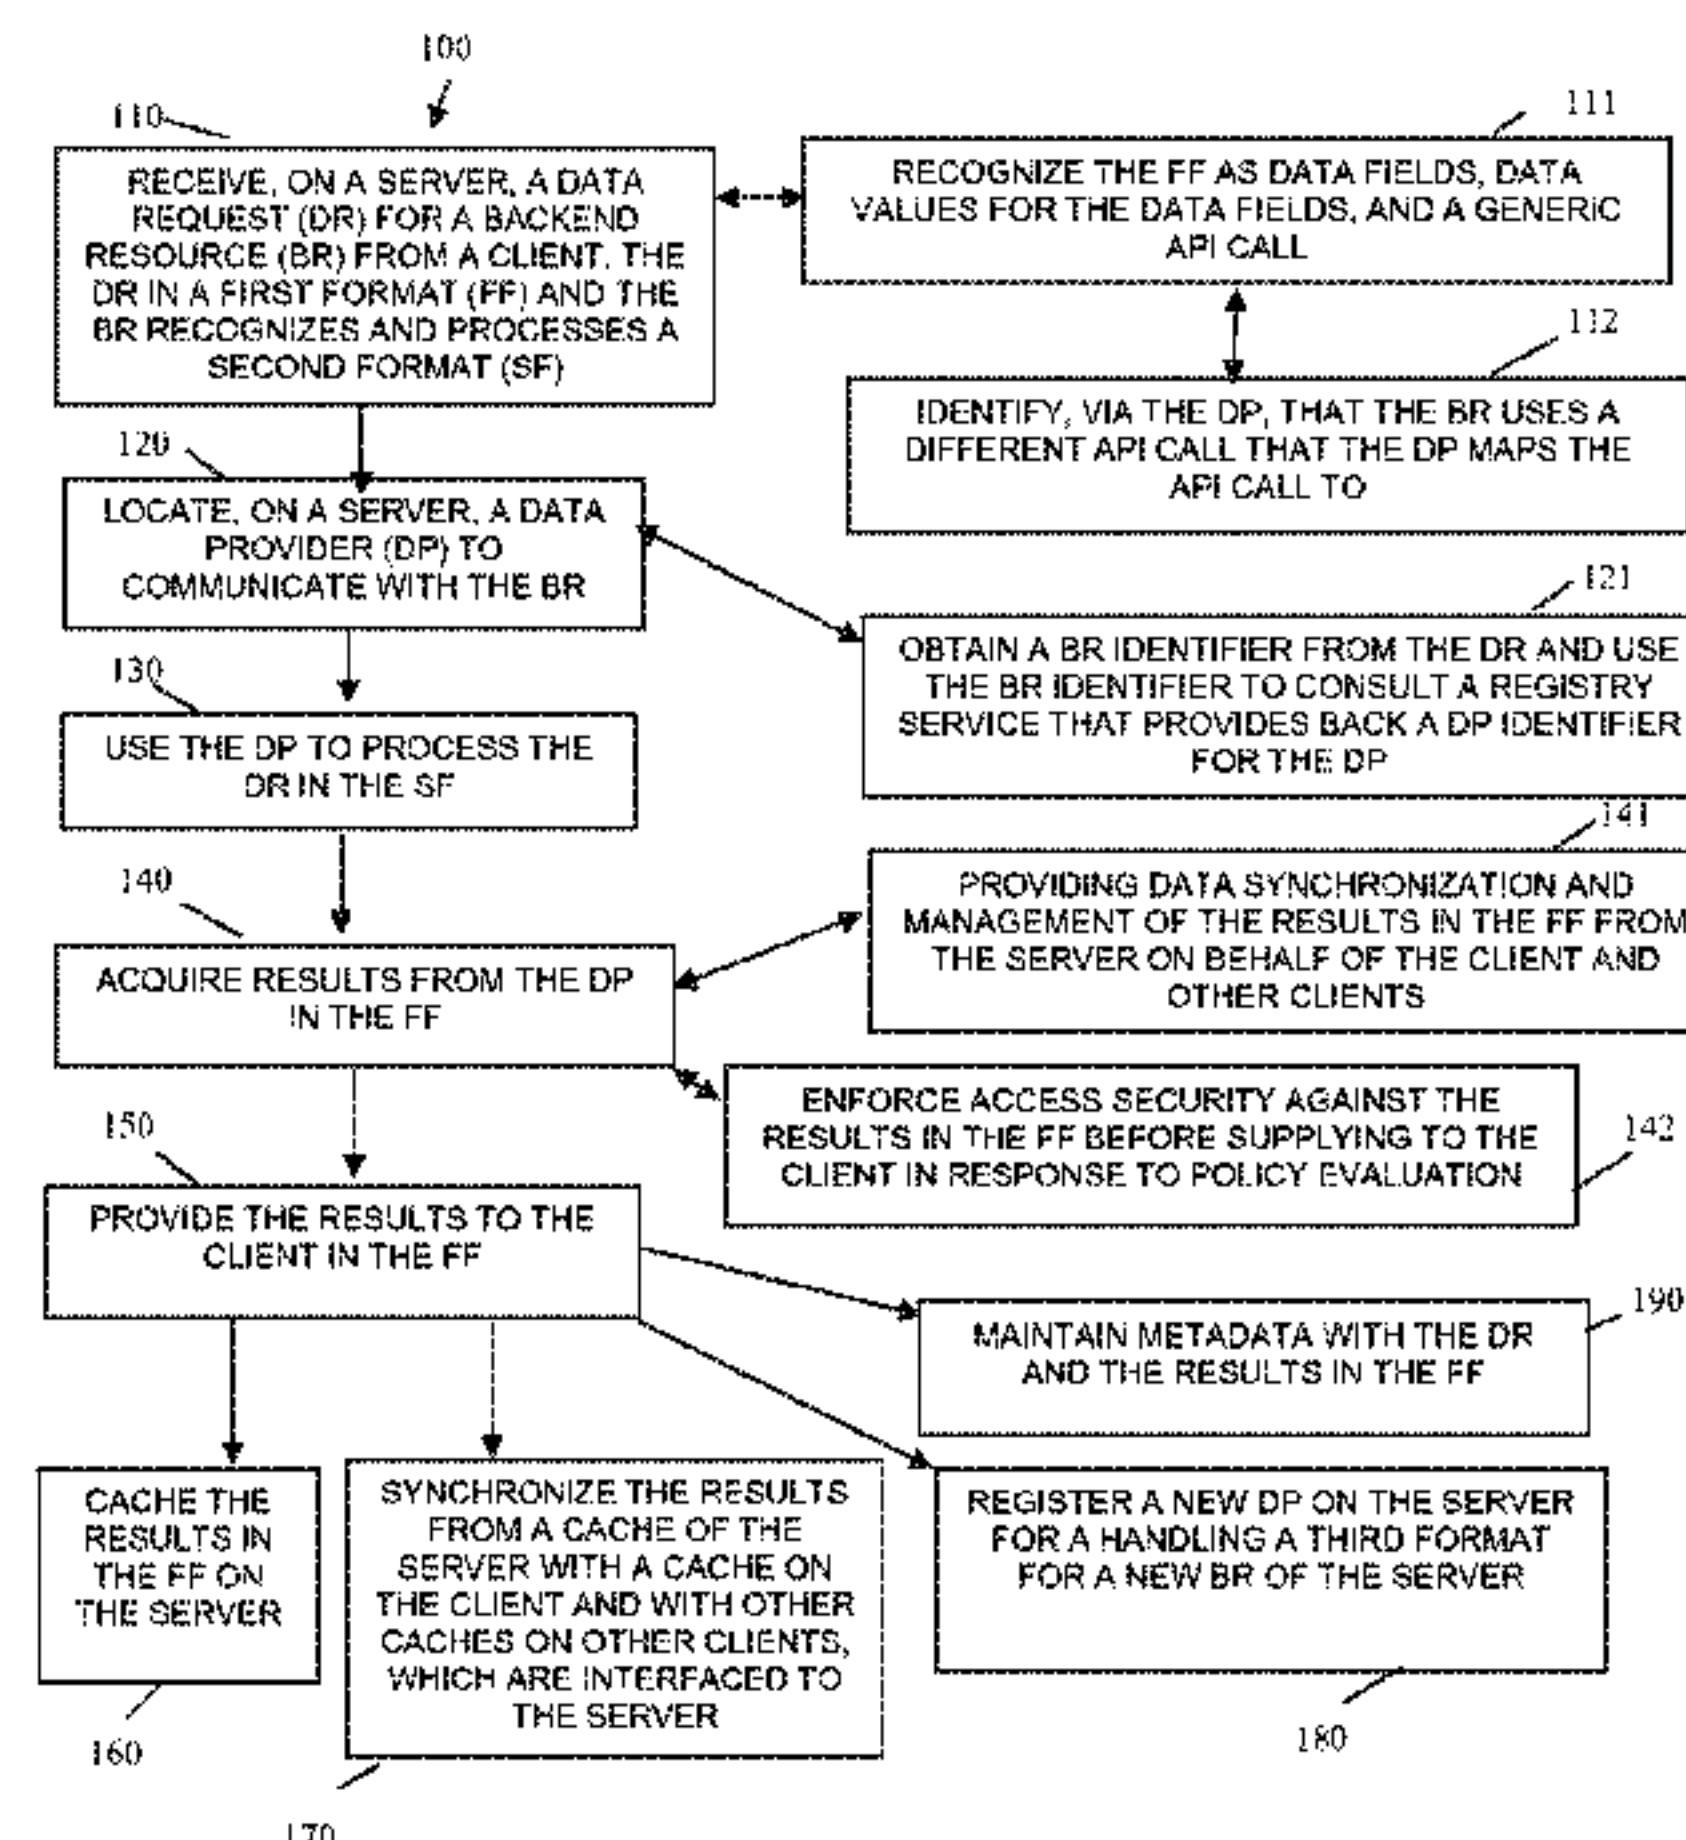 100
110
RECEIVE, ON A SERVER, A DATA
REQUEST (DR) FOR A BACKEND
RESOURCE (BR) FROM A CLIENT, THE
DR IN A FIRST FORMAT (FF) AND THE
BR RECOGNIZES AND PROCESSES A
SECOND FORMAT (SF)
111
RECOGNIZE THE FF AS DATA FIELDS, DATA
VALUES FOR THE DATA FIELDS, AND A GENERIC
API CALL
112
IDENTIFY, VIA THE DP, THAT THE BR USES A
DIFFERENT API CALL THAT THE DP MAPS THE
API CALL TO
120
LOCATE, ON A SERVER, A DATA
PROVIDER (DP) TO
COMMUNICATE WITH THE BR
121
OBTAIN A BR IDENTIFIER FROM THE DR AND USE
THE BR IDENTIFIER TO CONSULT A REGISTRY
SERVICE THAT PROVIDES BACK A DP IDENTIFIER
FOR THE DP
130
USE THE DP TO PROCESS THE
DR IN THE SF
140
ACQUIRE RESULTS FROM THE DP
IN THE FF
141
PROVIDING DATA SYNCHRONIZATION AND
MANAGEMENT OF THE RESULTS IN THE FF FROM
THE SERVER ON BEHALF OF THE CLIENT AND
OTHER CLIENTS
142
ENFORCE ACCESS SECURITY AGAINST THE
RESULTS IN THE FF BEFORE SUPPLYING TO THE
CLIENT IN RESPONSE TO POLICY EVALUATION
150
PROVIDE THE RESULTS TO THE
CLIENT IN THE FF
190
MAINTAIN METADATA WITH THE DR
AND THE RESULTS IN THE FF
CACHE THE
RESULTS IN
THE FF ON
THE SERVER
160
SYNCHRONIZE THE RESULTS
FROM A CACHE OF THE
SERVER WITH A CACHE ON
THE CLIENT AND WITH OTHER
CACHES ON OTHER CLIENTS,
WHICH ARE INTERFACED TO
THE SERVER
170
REGISTER A NEW DP ON THE SERVER
FOR A HANDLING A THIRD FORMAT
FOR A NEW BR OF THE SERVER
180